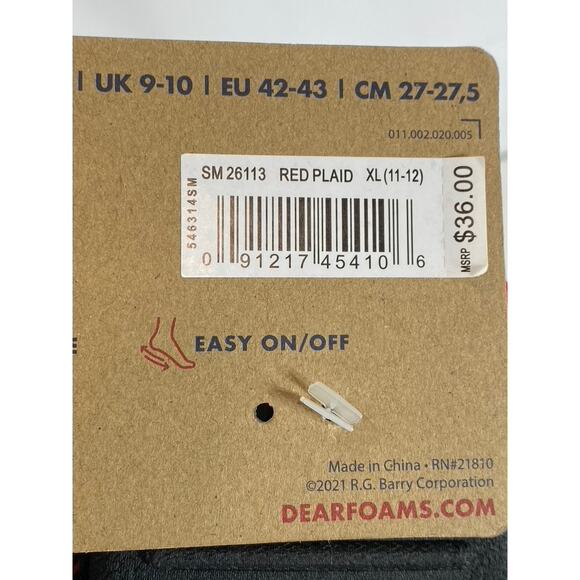 | UK 9-10 | EU 42-43 | CM 27-27,5
011.002.020.005
SM 26113 RED PLAID XL (11-12)
546314SM
0 91217 45410 6
MSRP $36.00
EASY ON/OFF
Made in China • RN#21810
©2021 R.G. Barry Corporation
DEARFOAMS.COM